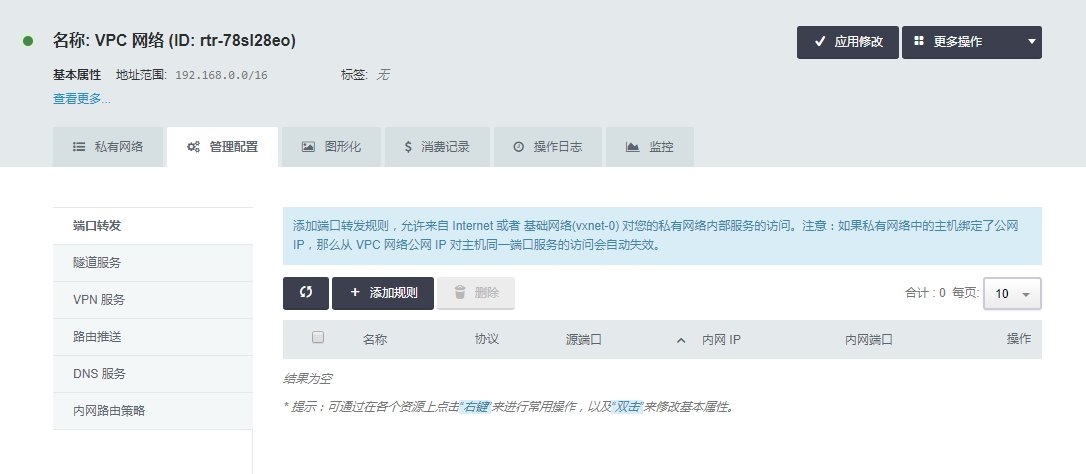 名称: VPC 网络 (ID: rtr-78sl28eo)
应用修改
更多操作
基本属性 地址范围: 192.168.0.0/16 标签: 无
查看更多...
私有网络 管理配置 图形化 消费记录 操作日志 监控
端口转发
隧道服务
VPN 服务
路由推送
DNS 服务
内网路由策略
添加端口转发规则，允许来自 Internet 或者 基础网络(vxnet-0) 对您的私有网络内部服务的访问。注意：如果私有网络中的主机绑定了公网
IP，那么从 VPC 网络公网 IP 对主机同一端口服务的访问会自动失效。
+ 添加规则 删除 合计 : 0 每页: 10
名称 协议 源端口 内网 IP 内网端口 操作
结果为空
* 提示：可通过在各个资源上点击"右键"来进行常用操作，以及"双击"来修改基本属性。